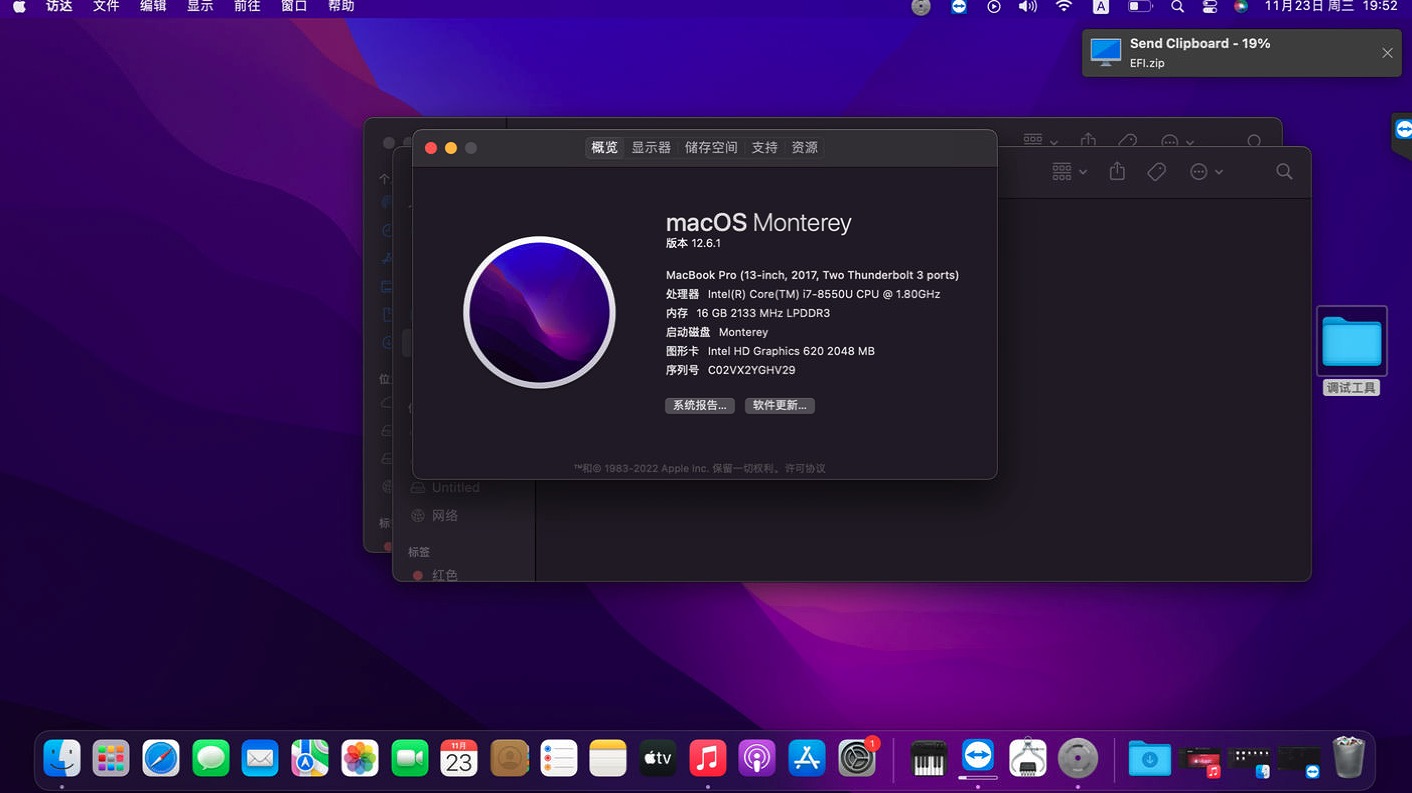 访达 文件 编辑 显示 前往 窗口 帮助
A
11月23日 周三 19:52
Send Clipboard - 19%
EFI.zip
概览 显示器 储存空间 支持 资源
macOS Monterey
版本 12.6.1
MacBook Pro (13-inch, 2017, Two Thunderbolt 3 ports)
处理器 Intel(R) Core(TM) i7-8550U CPU @ 1.80GHz
内存 16 GB 2133 MHz LPDDR3
启动磁盘 Monterey
图形卡 Intel HD Graphics 620 2048 MB
序列号 C02VX2YGHV29
系统报告... 软件更新...
™和© 1983-2022 Apple Inc. 保留一切权利。许可协议
Untitled
网络
标签
红色
调试工具
11月
23
tv
1